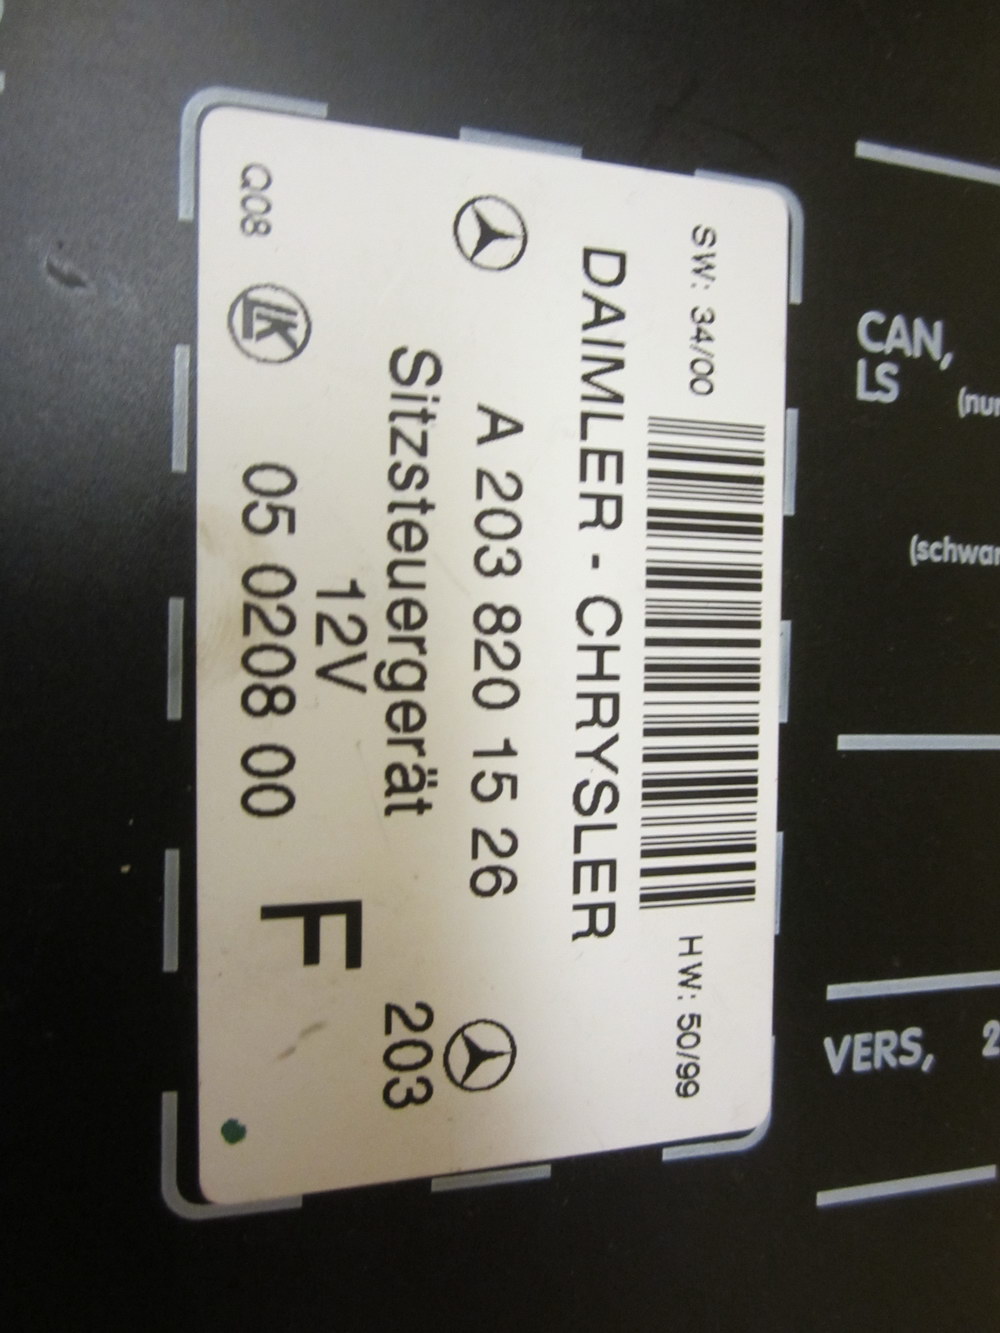 SW: 34/00
HW: 50/99
DAIMLER - CHRYSLER
A 203 820 15 26
Sitzsteuergerät 203
12V
F
Q08 LK 05 0208 00
CAN,
LS
VERS,